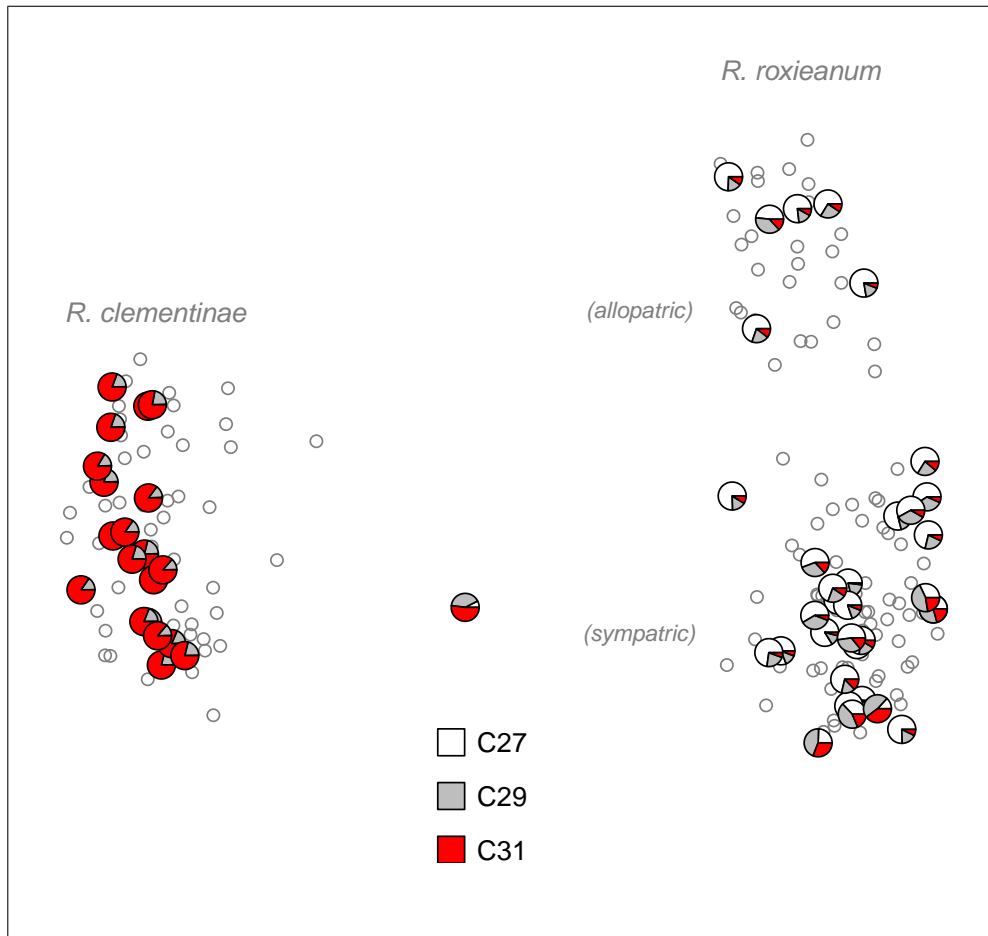 R. roxieanum
R. clementinae
(allopatric)
(sympatric)
C27
C29
C31